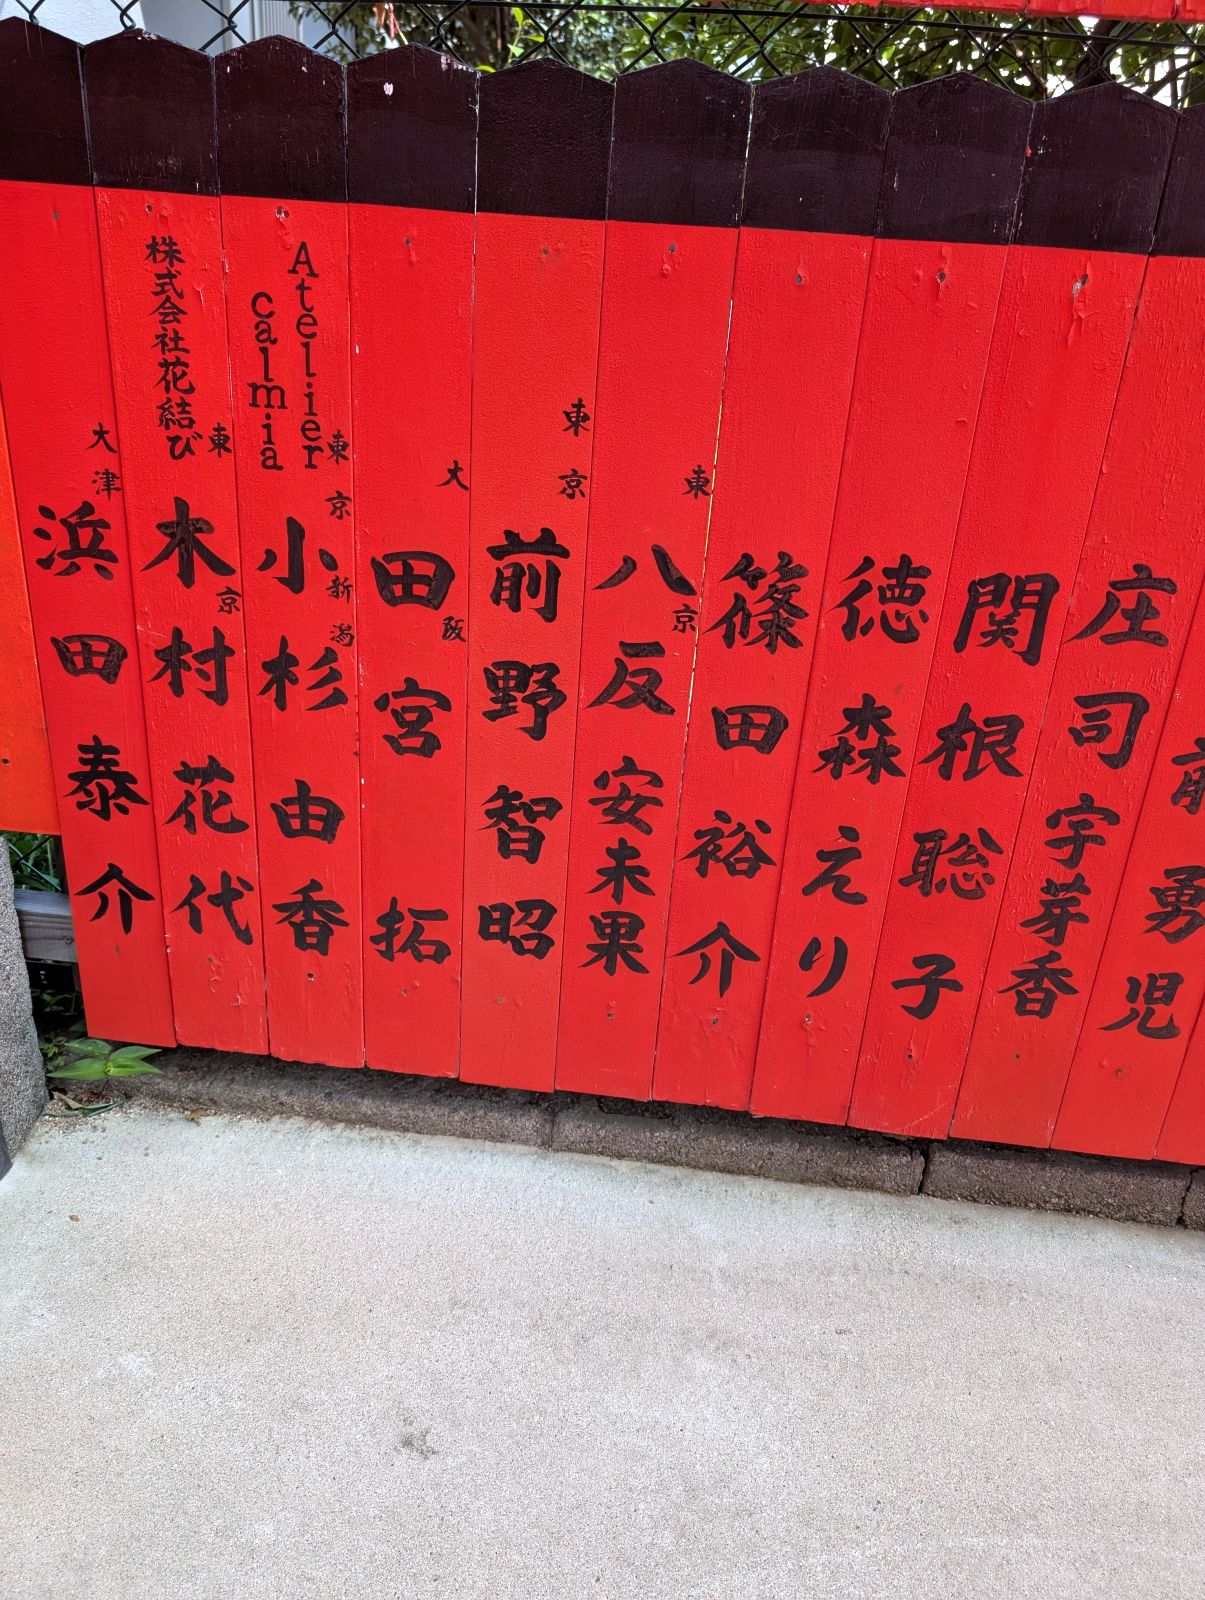 前勇児
庄司宇芽香
関根聡子
徳森えり
篠田裕介
東京
八反安未果
東京
前野智昭
大阪
田宮拓
Atelier
calmia
東京
新潟
小杉由香
株式会社花結び
東京
木村花代
大津
浜田泰介